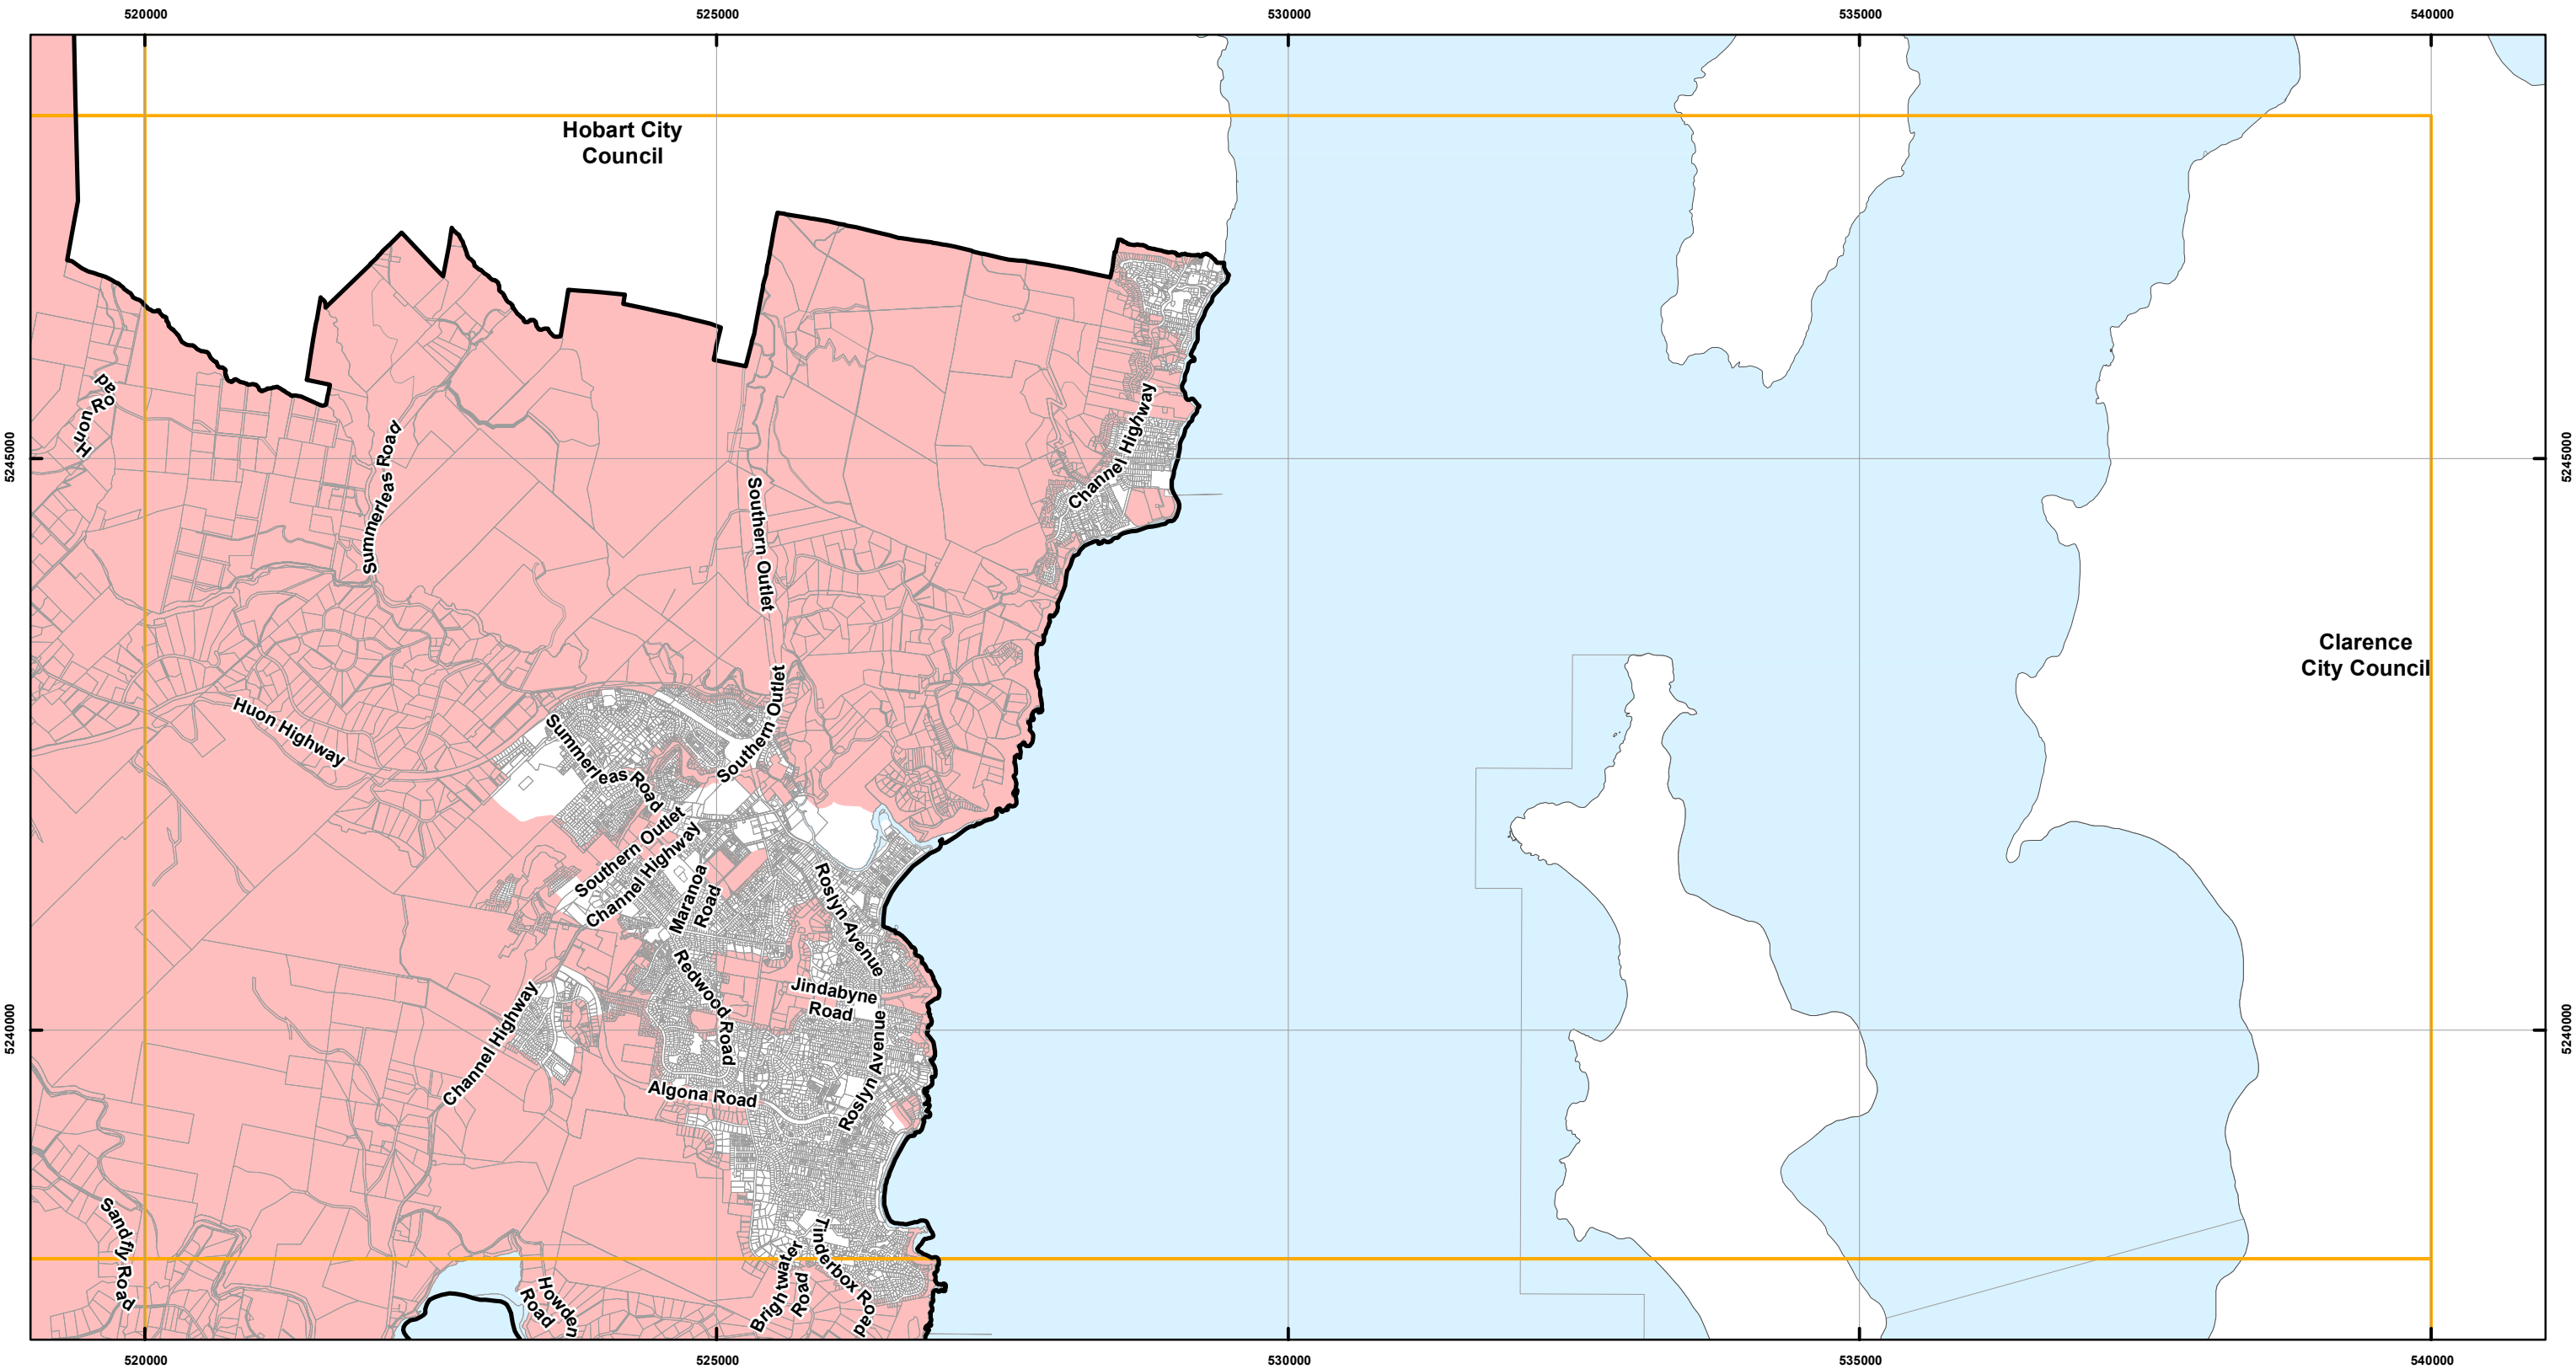 520000
525000
530000
535000
540000
Hobart City
Council
Huon Road
Summerleas Road
Channel Highway
5245000
5245000
Southern Outlet
Clarence
City Council
Huon Highway
Southern Outlet
Summerleas Road
Southern Outlet
Channel Highway
Maranoa
Road
Roslyn Avenue
Redwood Road
Jindabyne
Road
5240000
5240000
Channel Highway
Roslyn Avenue
Algona Road
Sandfly Road
Tinderbox Road
Brightwater
Road
Howden
Road
520000
525000
530000
535000
540000